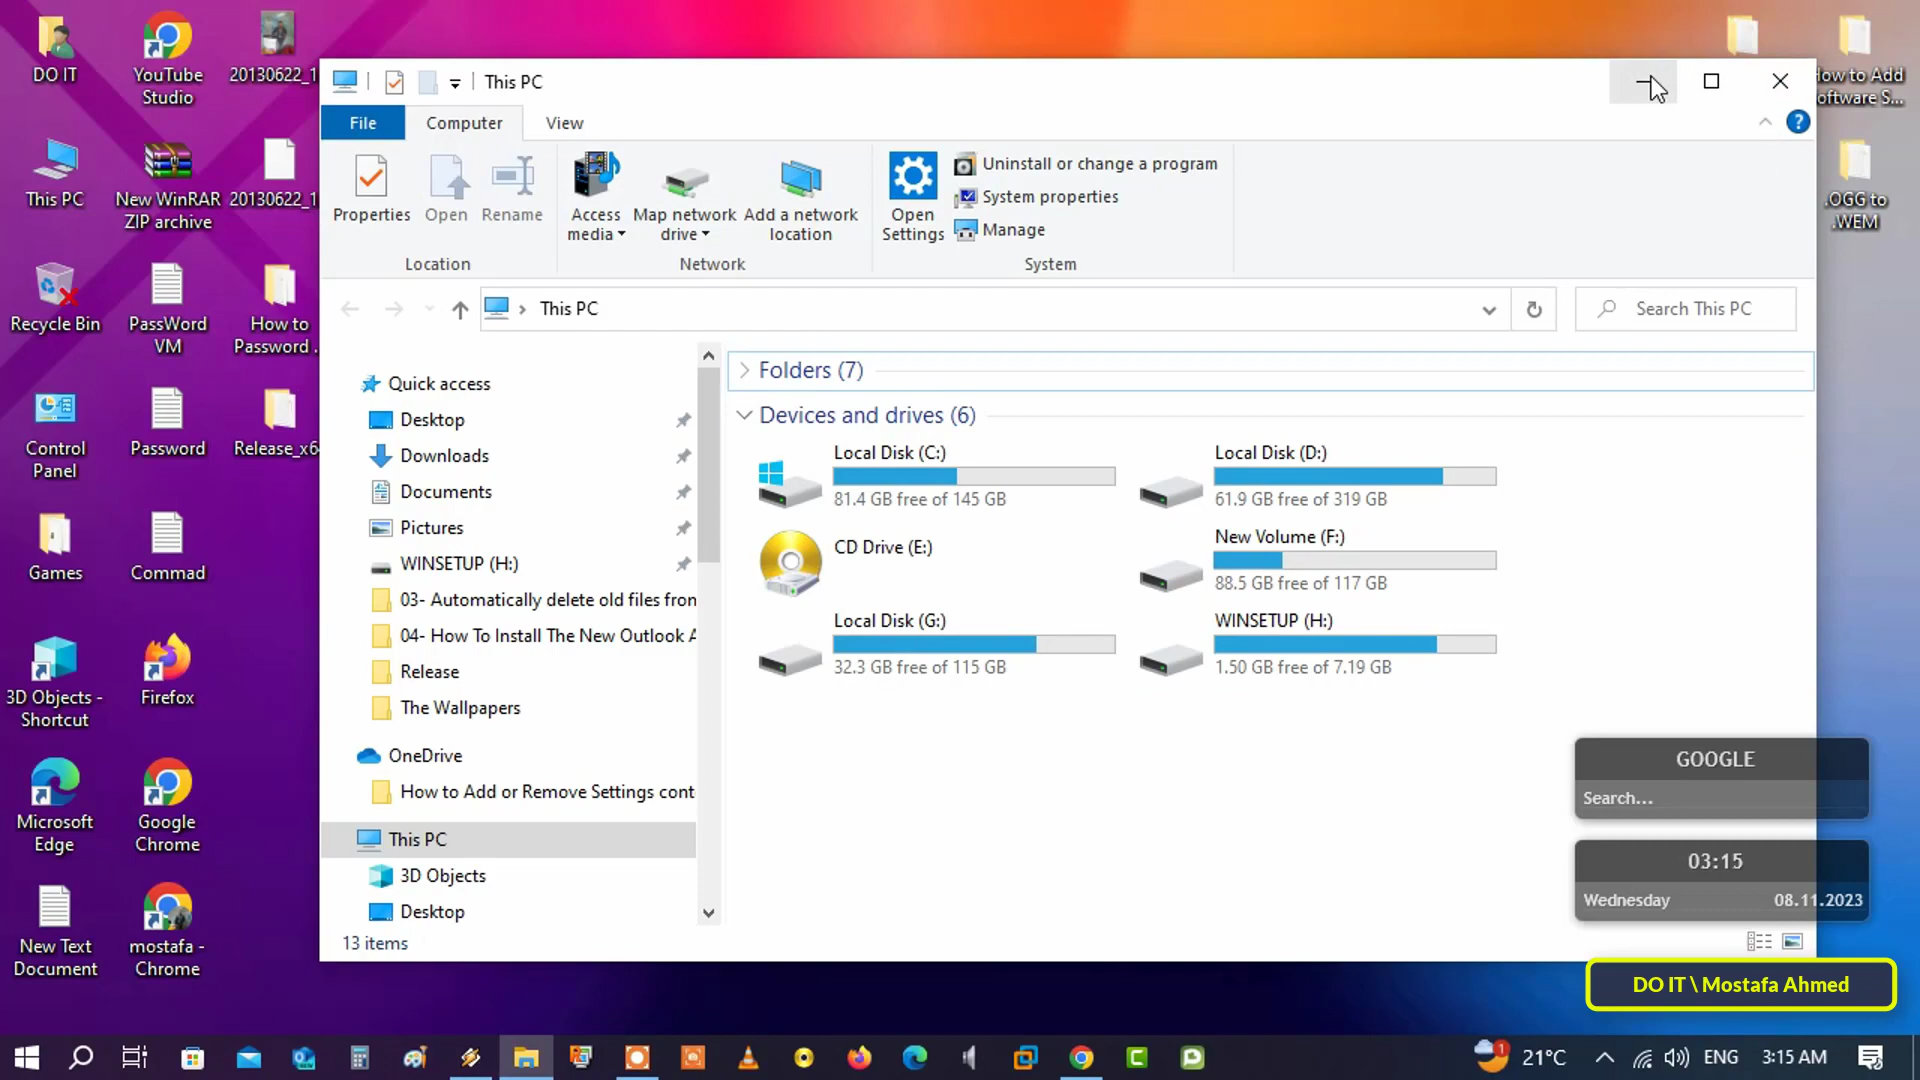 DO IT
YouTube
Studio
20130622_1
This PC
New WinRAR
ZIP archive
20130622_1
Recycle Bin
PassWord
VM
How to
Password .
Control
Panel
Password
Release_x64
Games
Commad
3D Objects -
Shortcut
Firefox
Microsoft
Edge
Google
Chrome
New Text
Document
mostafa -
Chrome
This PC
File
Computer
View
Properties
Open
Rename
Location
Access
media
Map network
drive
Add a network
location
Network
Open
Settings
Uninstall or change a program
System properties
Manage
System
This PC
Search This PC
Quick access
Desktop
Downloads
Documents
Pictures
WINSETUP (H:)
03- Automatically delete old files from
04- How To Install The New Outlook A
Release
The Wallpapers
OneDrive
How to Add or Remove Settings cont
This PC
3D Objects
Desktop
13 items
Folders (7)
Devices and drives (6)
Local Disk (C:)
81.4 GB free of 145 GB
Local Disk (D:)
61.9 GB free of 319 GB
CD Drive (E:)
New Volume (F:)
88.5 GB free of 117 GB
Local Disk (G:)
32.3 GB free of 115 GB
WINSETUP (H:)
1.50 GB free of 7.19 GB
How to Add
Software S...
.OGG to
.WEM
GOOGLE
Search...
03:15
Wednesday 08.11.2023
DO IT \ Mostafa Ahmed
1
21°C
ENG
3:15 AM